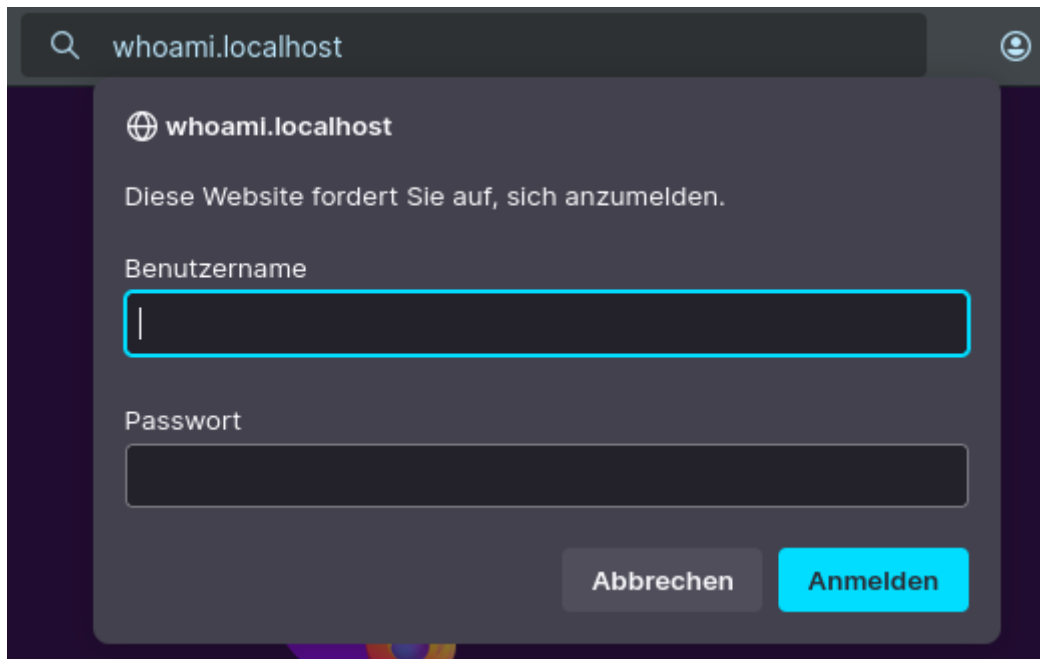 whoami.localhost
whoami.localhost
Diese Website fordert Sie auf, sich anzumelden.
Benutzername
Passwort
Abbrechen Anmelden